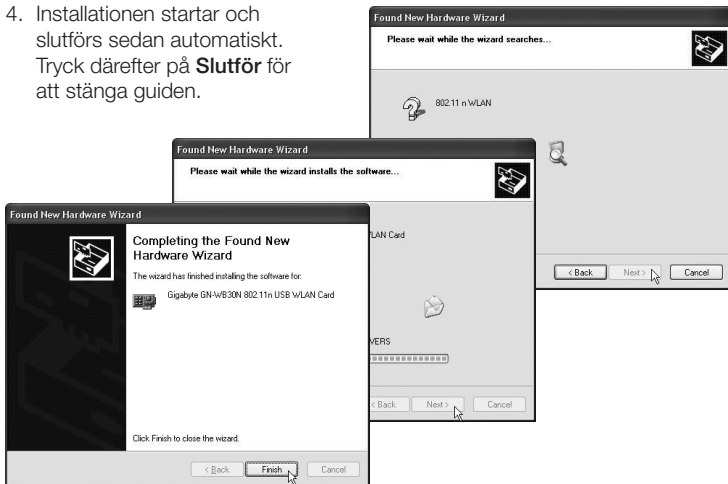 4. Installationen startar och
slutförs sedan automatiskt.
Tryck därefter på Slutför för
att stänga guiden.
Found New Hardware Wizard
Please wait while the wizard searches...
802.11 n WLAN
< Back Next > Cancel
Found New Hardware Wizard
Please wait while the wizard installs the software...
WLAN Card
< Back Next > Cancel
Found New Hardware Wizard
Completing the Found New
Hardware Wizard
The wizard has finished installing the software for:
Gigabyte GN-WB30N 802.11n USB WLAN Card
Click Finish to close the wizard.
< Back Finish Cancel